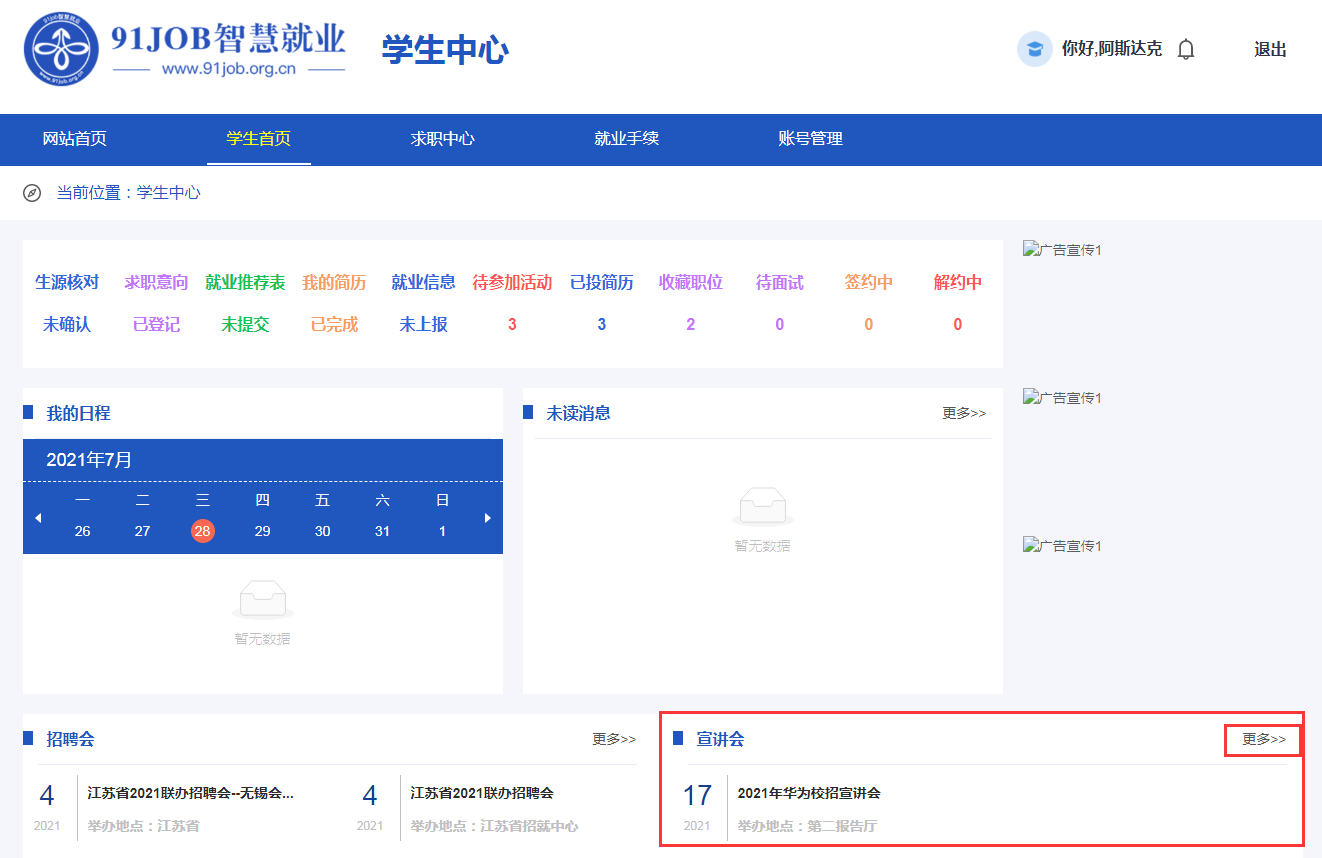 91JOB智慧就业
www.91job.org.cn
学生中心
你好,阿斯达克
退出
网站首页 学生首页 求职中心 就业手续 账号管理
当前位置：学生中心
生源核对 求职意向 就业推荐表 我的简历 就业信息 待参加活动 已投简历 收藏职位 待面试 签约中 解约中
未确认 已登记 未提交 已完成 未上报 3 3 2 0 0 0
广告宣传1
我的日程
2021年7月
一 二 三 四 五 六 日
26 27 28 29 30 31 1
暂无数据
未读消息 更多>>
暂无数据
广告宣传1
广告宣传1
招聘会 更多>>
4 江苏省2021联办招聘会--无锡会...
2021 举办地点：江苏省
4 江苏省2021联办招聘会
2021 举办地点：江苏省招就中心
宣讲会 更多>>
17 2021年华为校招宣讲会
2021 举办地点：第二报告厅